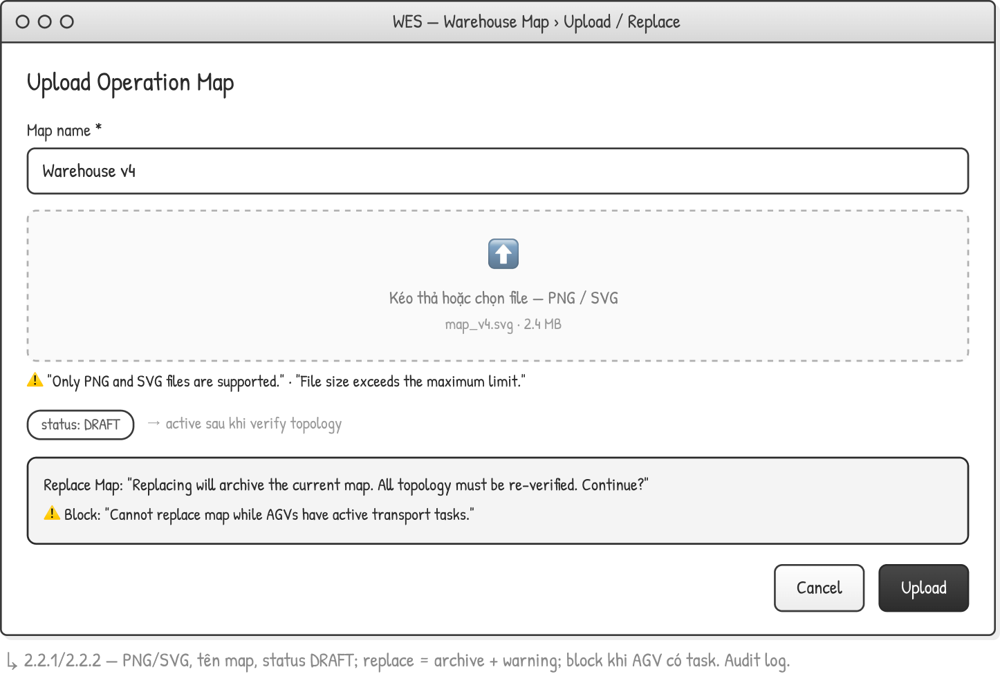 WES — Warehouse Map › Upload / Replace
Upload Operation Map
Map name *
Warehouse v4
Kéo thả hoặc chọn file — PNG / SVG
map_v4.svg · 2.4 MB
⚠️ "Only PNG and SVG files are supported." · "File size exceeds the maximum limit."
status: DRAFT → active sau khi verify topology
Replace Map: "Replacing will archive the current map. All topology must be re-verified. Continue?"
⚠️ Block: "Cannot replace map while AGVs have active transport tasks."
Cancel Upload
↳ 2.2.1/2.2.2 — PNG/SVG, tên map, status DRAFT; replace = archive + warning; block khi AGV có task. Audit log.